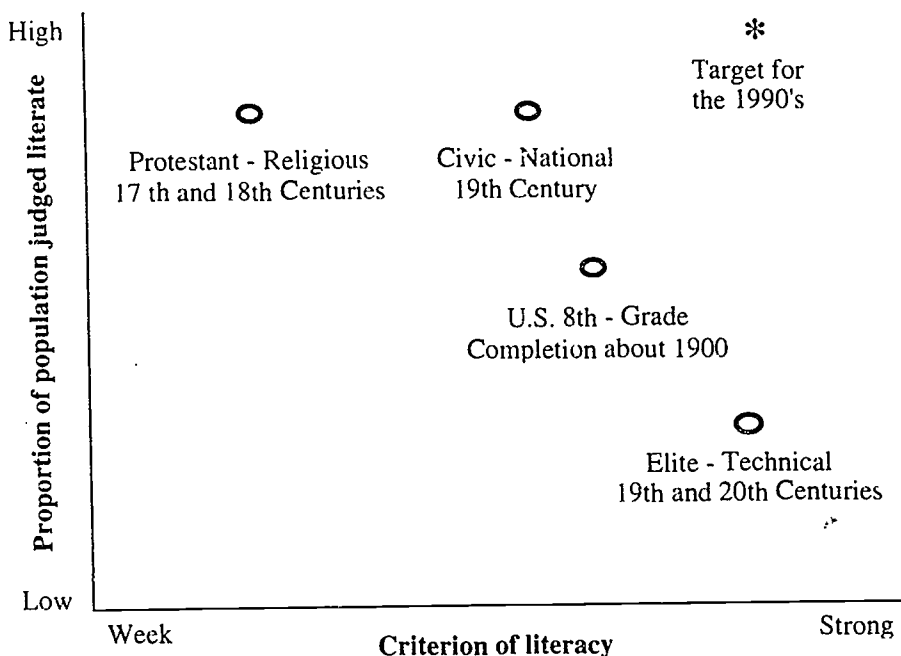 High
*
Target for
the 1990's
Protestant - Religious
17 th and 18th Centuries
Civic - National
19th Century
U.S. 8th - Grade
Completion about 1900
Elite - Technical
19th and 20th Centuries
Proportion of population judged literate
Low
Week
Strong
Criterion of literacy